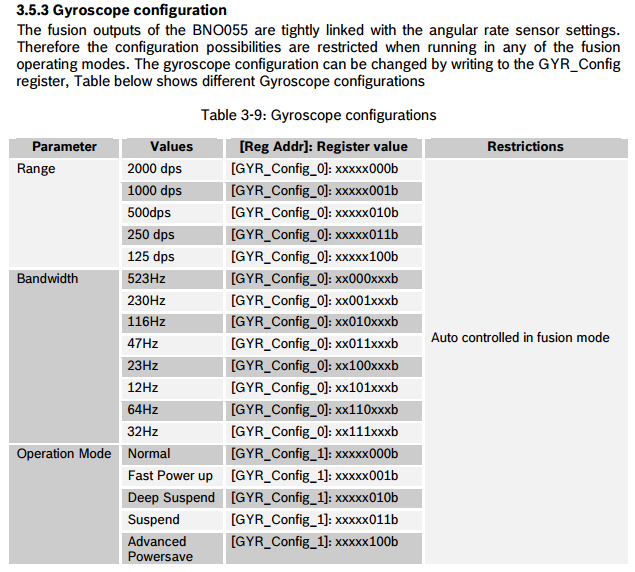 3.5.3 Gyroscope configuration
The fusion outputs of the BNO055 are tightly linked with the angular rate sensor settings.
Therefore the configuration possibilities are restricted when running in any of the fusion
operating modes. The gyroscope configuration can be changed by writing to the GYR_Config
register, Table below shows different Gyroscope configurations
Table 3-9: Gyroscope configurations
Parameter Values [Reg Addr]: Register value Restrictions
Range 2000 dps [GYR_Config_0]: xxxxx000b
1000 dps [GYR_Config_0]: xxxxx001b
500dps [GYR_Config_0]: xxxxx010b
250 dps [GYR_Config_0]: xxxxx011b
125 dps [GYR_Config_0]: xxxxx100b
Bandwidth 523Hz [GYR_Config_0]: xx000xxxb
230Hz [GYR_Config_0]: xx001xxxb
116Hz [GYR_Config_0]: xx010xxxb
47Hz [GYR_Config_0]: xx011xxxb
Auto controlled in fusion mode
23Hz [GYR_Config_0]: xx100xxxb
12Hz [GYR_Config_0]: xx101xxxb
64Hz [GYR_Config_0]: xx110xxxb
32Hz [GYR_Config_0]: xx111xxxb
Operation Mode Normal [GYR_Config_1]: xxxxx000b
Fast Power up [GYR_Config_1]: xxxxx001b
Deep Suspend [GYR_Config_1]: xxxxx010b
Suspend [GYR_Config_1]: xxxxx011b
Advanced [GYR_Config_1]: xxxxx100b
Powersave